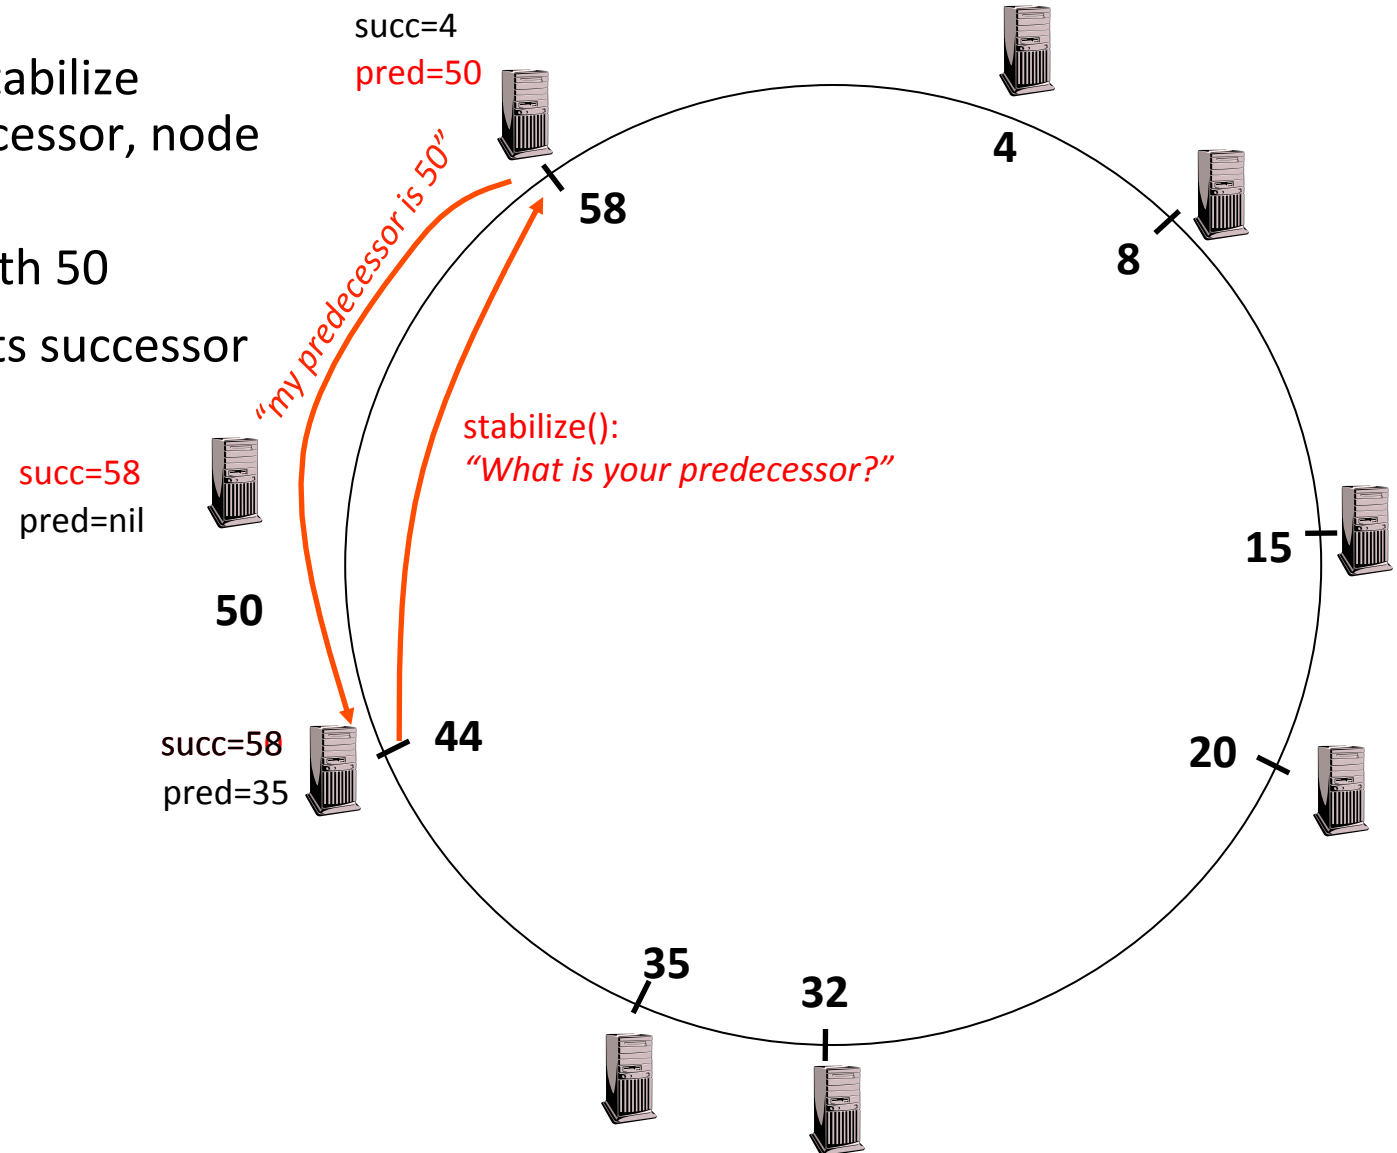 tabilize
cessor, node
th 50
ts successor
succ=4
pred=50
“my predecessor is 50”
58
4
8
stabilize():
“What is your predecessor?”
succ=58
pred=nil
50
15
succ=58
pred=35
44
20
35
32